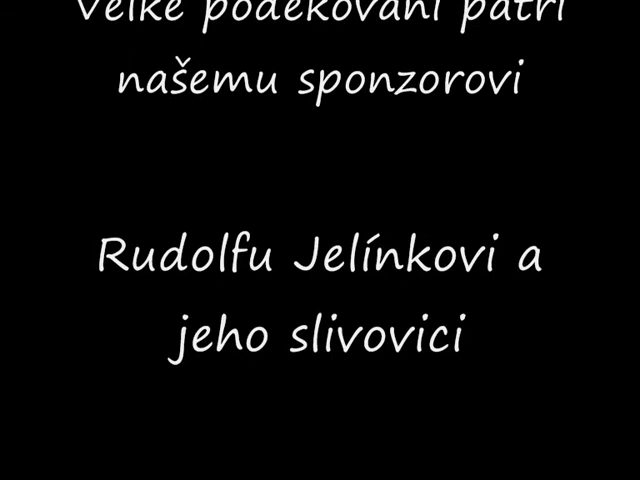 Velké poděkování patří
našemu sponzorovi
Rudolfu Jelínkovi a
jeho slivovici